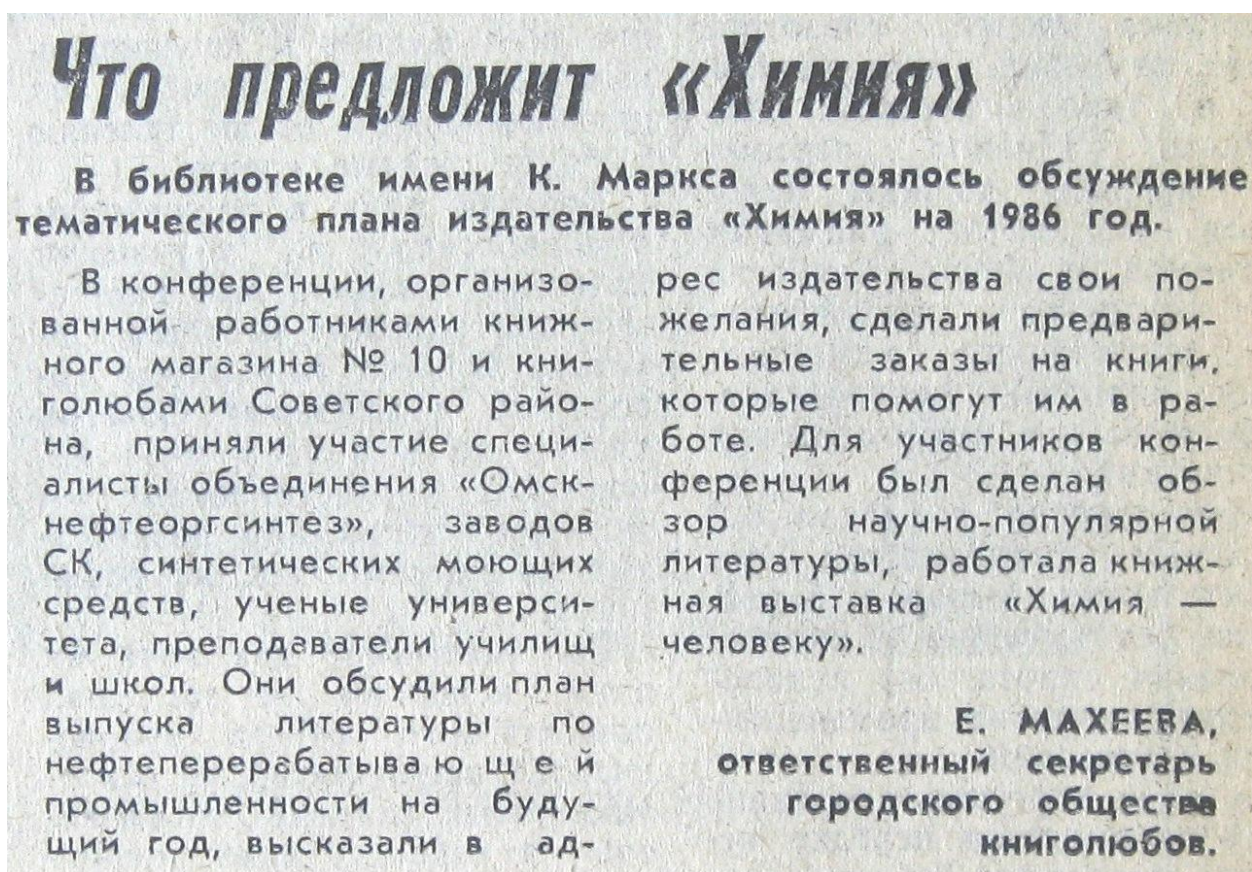 Что предложит «Химия»
В библиотеке имени К. Маркса состоялось обсуждение
тематического плана издательства «Химия» на 1986 год.
В конференции, организо-
ванной работниками книж-
ного магазина № 10 и кни-
голюбами Советского райо-
на, приняли участие специ-
алисты объединения «Омск-
нефтеоргсинтез», заводов
СК, синтетических моющих
средств, ученые универси-
тета, преподаватели училищ
и школ. Они обсудили план
выпуска литературы по
нефтеперерабатыва ю щ е й
промышленности на буду-
щий год, высказали в ад-
рес издательства свои по-
желания, сделали предвари-
тельные заказы на книги,
которые помогут им в ра-
боте. Для участников кон-
ференции был сделан об-
зор научно-популярной
литературы, работала книж-
ная выставка «Химия —
человеку».
Е. МАХЕЕВА,
ответственный секретарь
городского общества
книголюбов.